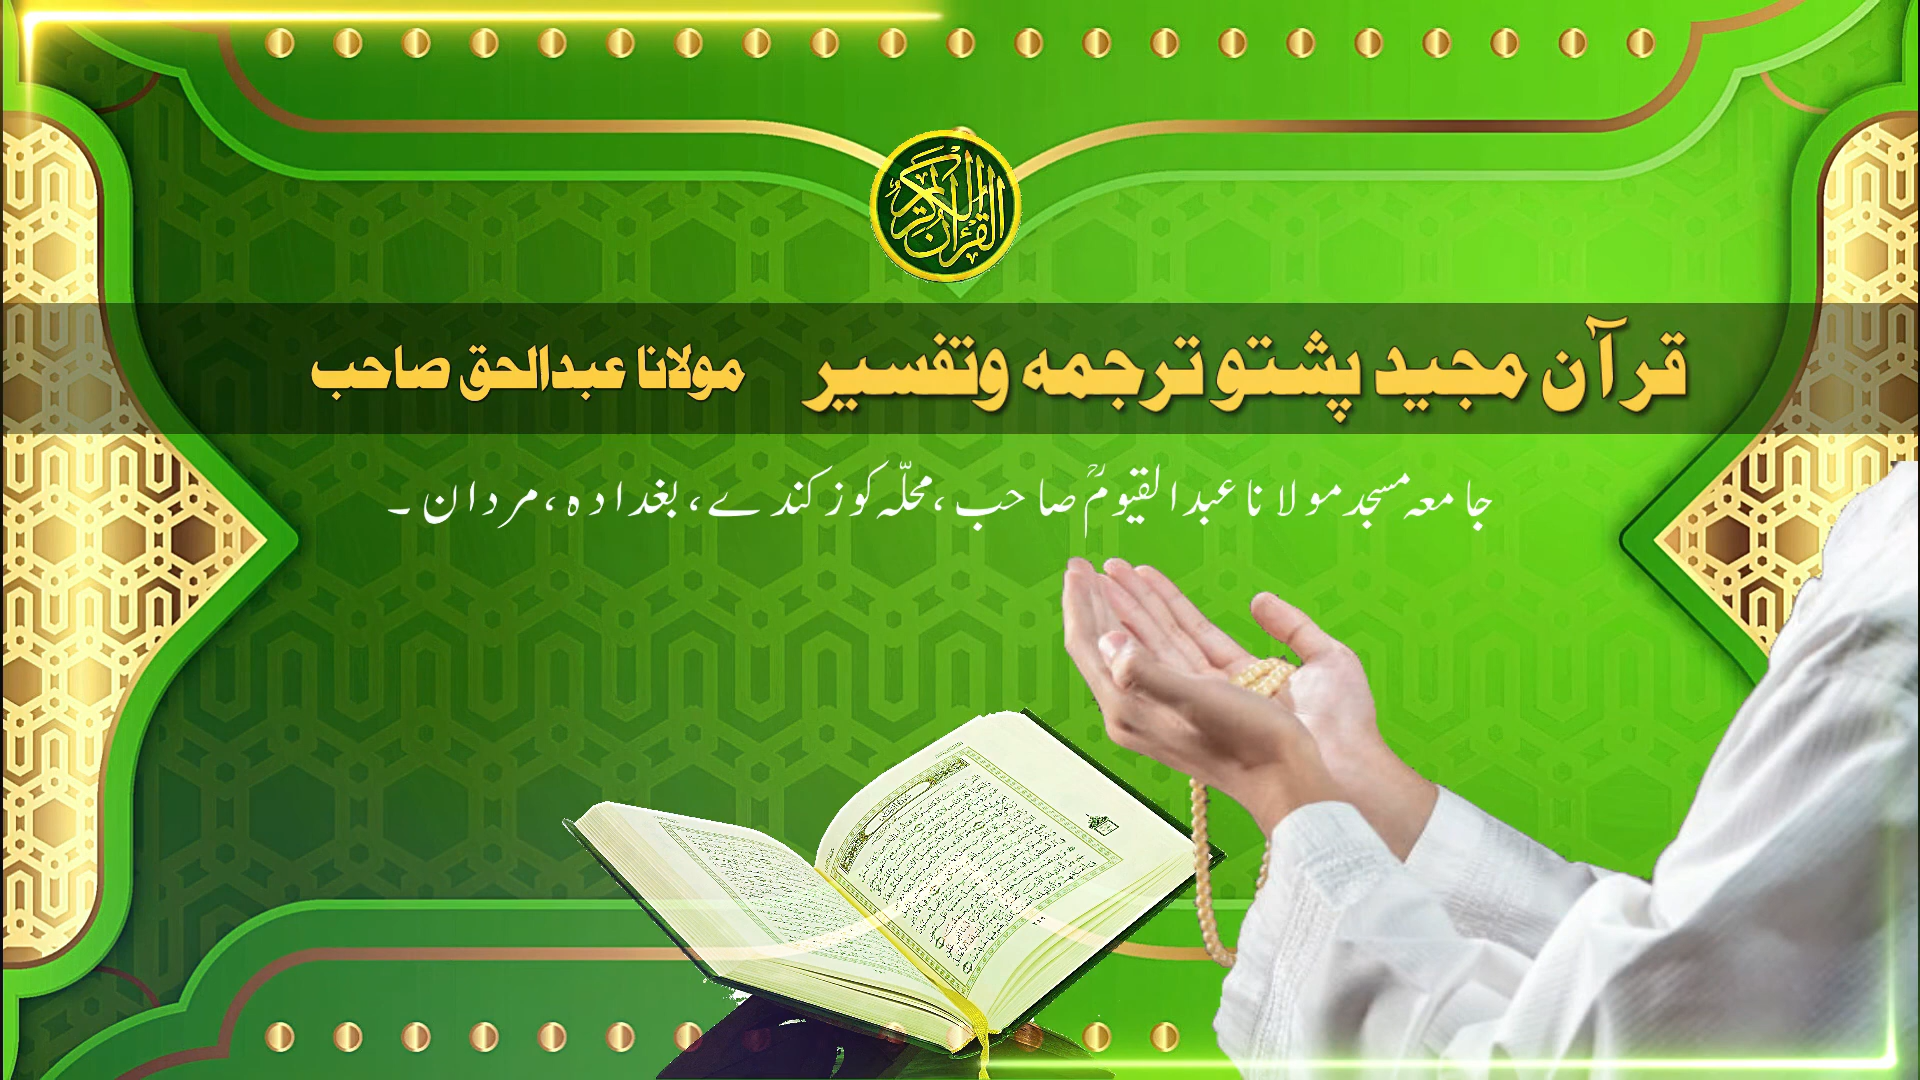 القرآن الكريم
قرآن مجید پشتو ترجمه وتفسیر مولانا عبدالحق صاحب
جامعہ مسجد مولانا عبدالقیومؒ صاحب، محلّہ کوز کندے، بغدادہ، مردان۔